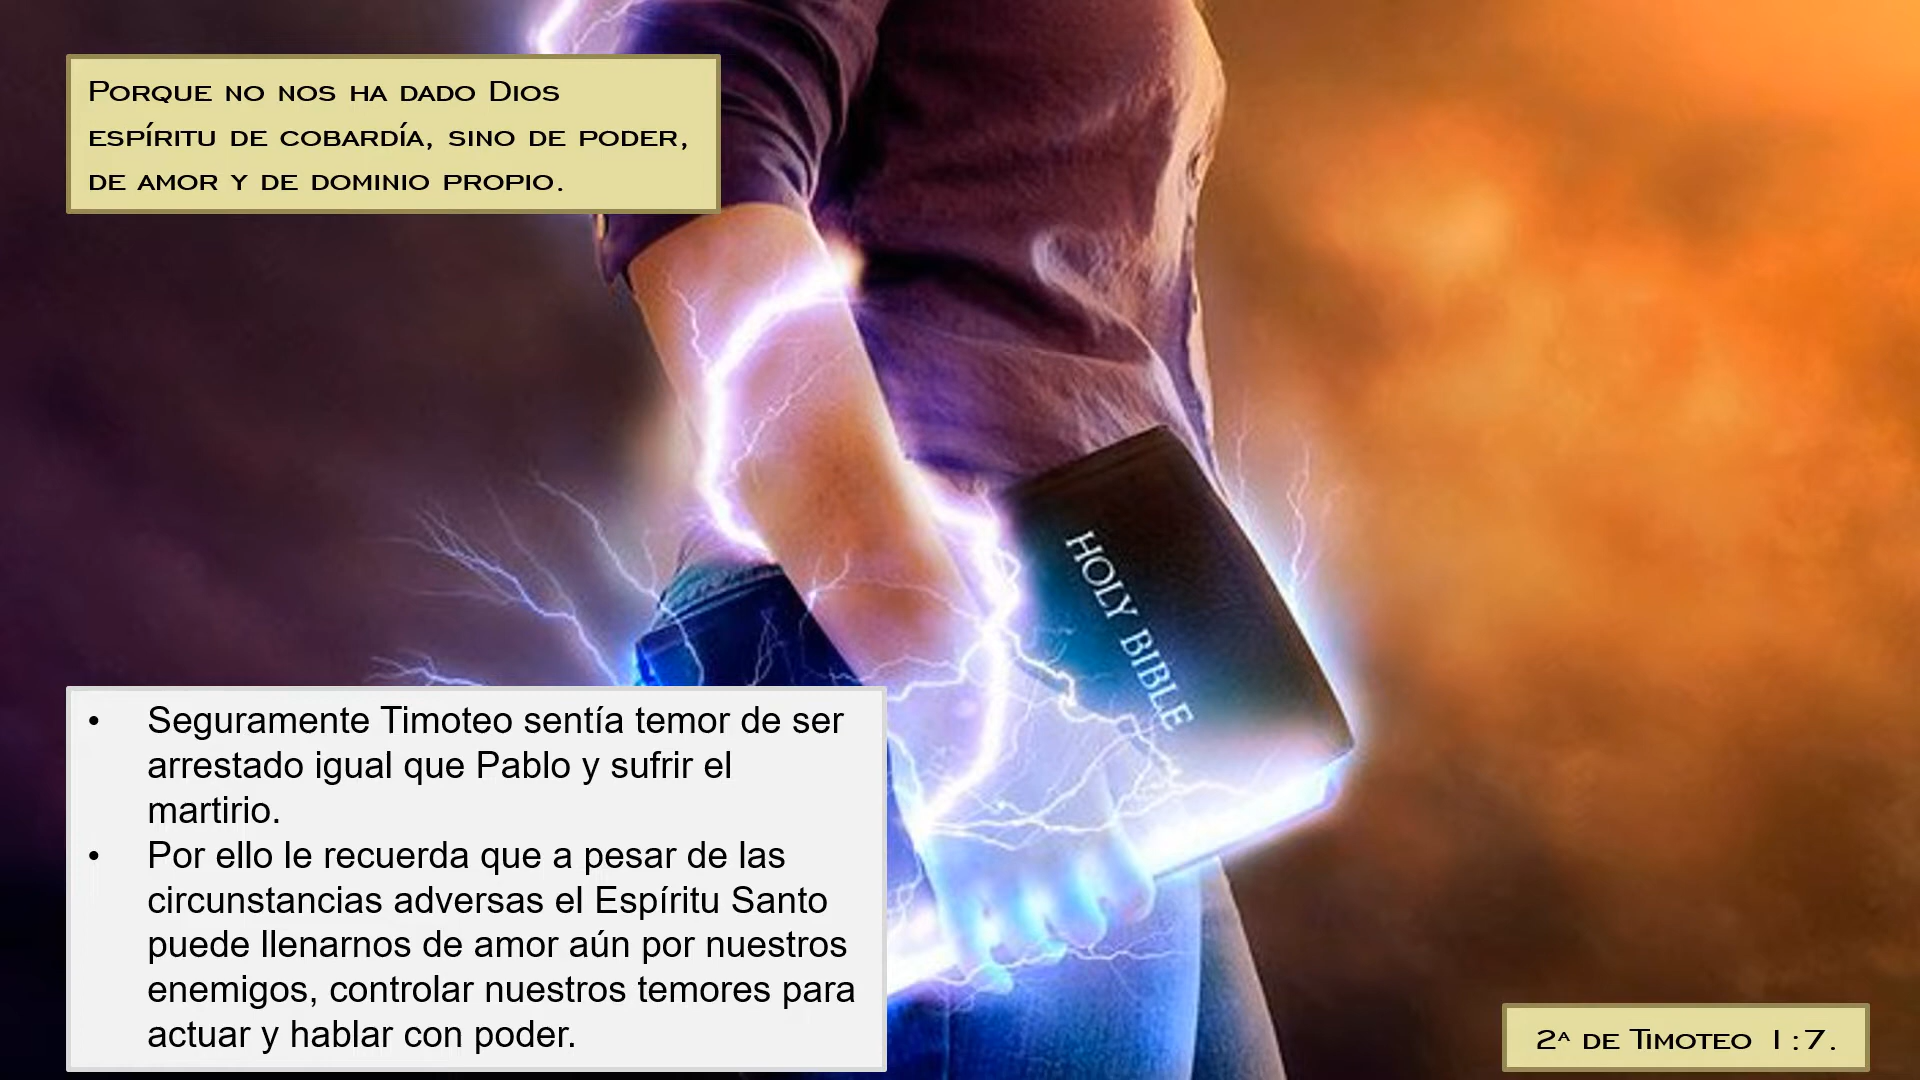 Porque no nos ha dado Dios
espíritu de cobardía, sino de poder,
de amor y de dominio propio.
HOLY BIBLE
• Seguramente Timoteo sentía temor de ser
arrestado igual que Pablo y sufrir el
martirio.
• Por ello le recuerda que a pesar de las
circunstancias adversas el Espíritu Santo
puede llenarnos de amor aún por nuestros
enemigos, controlar nuestros temores para
actuar y hablar con poder.
2ª de Timoteo 1:7.